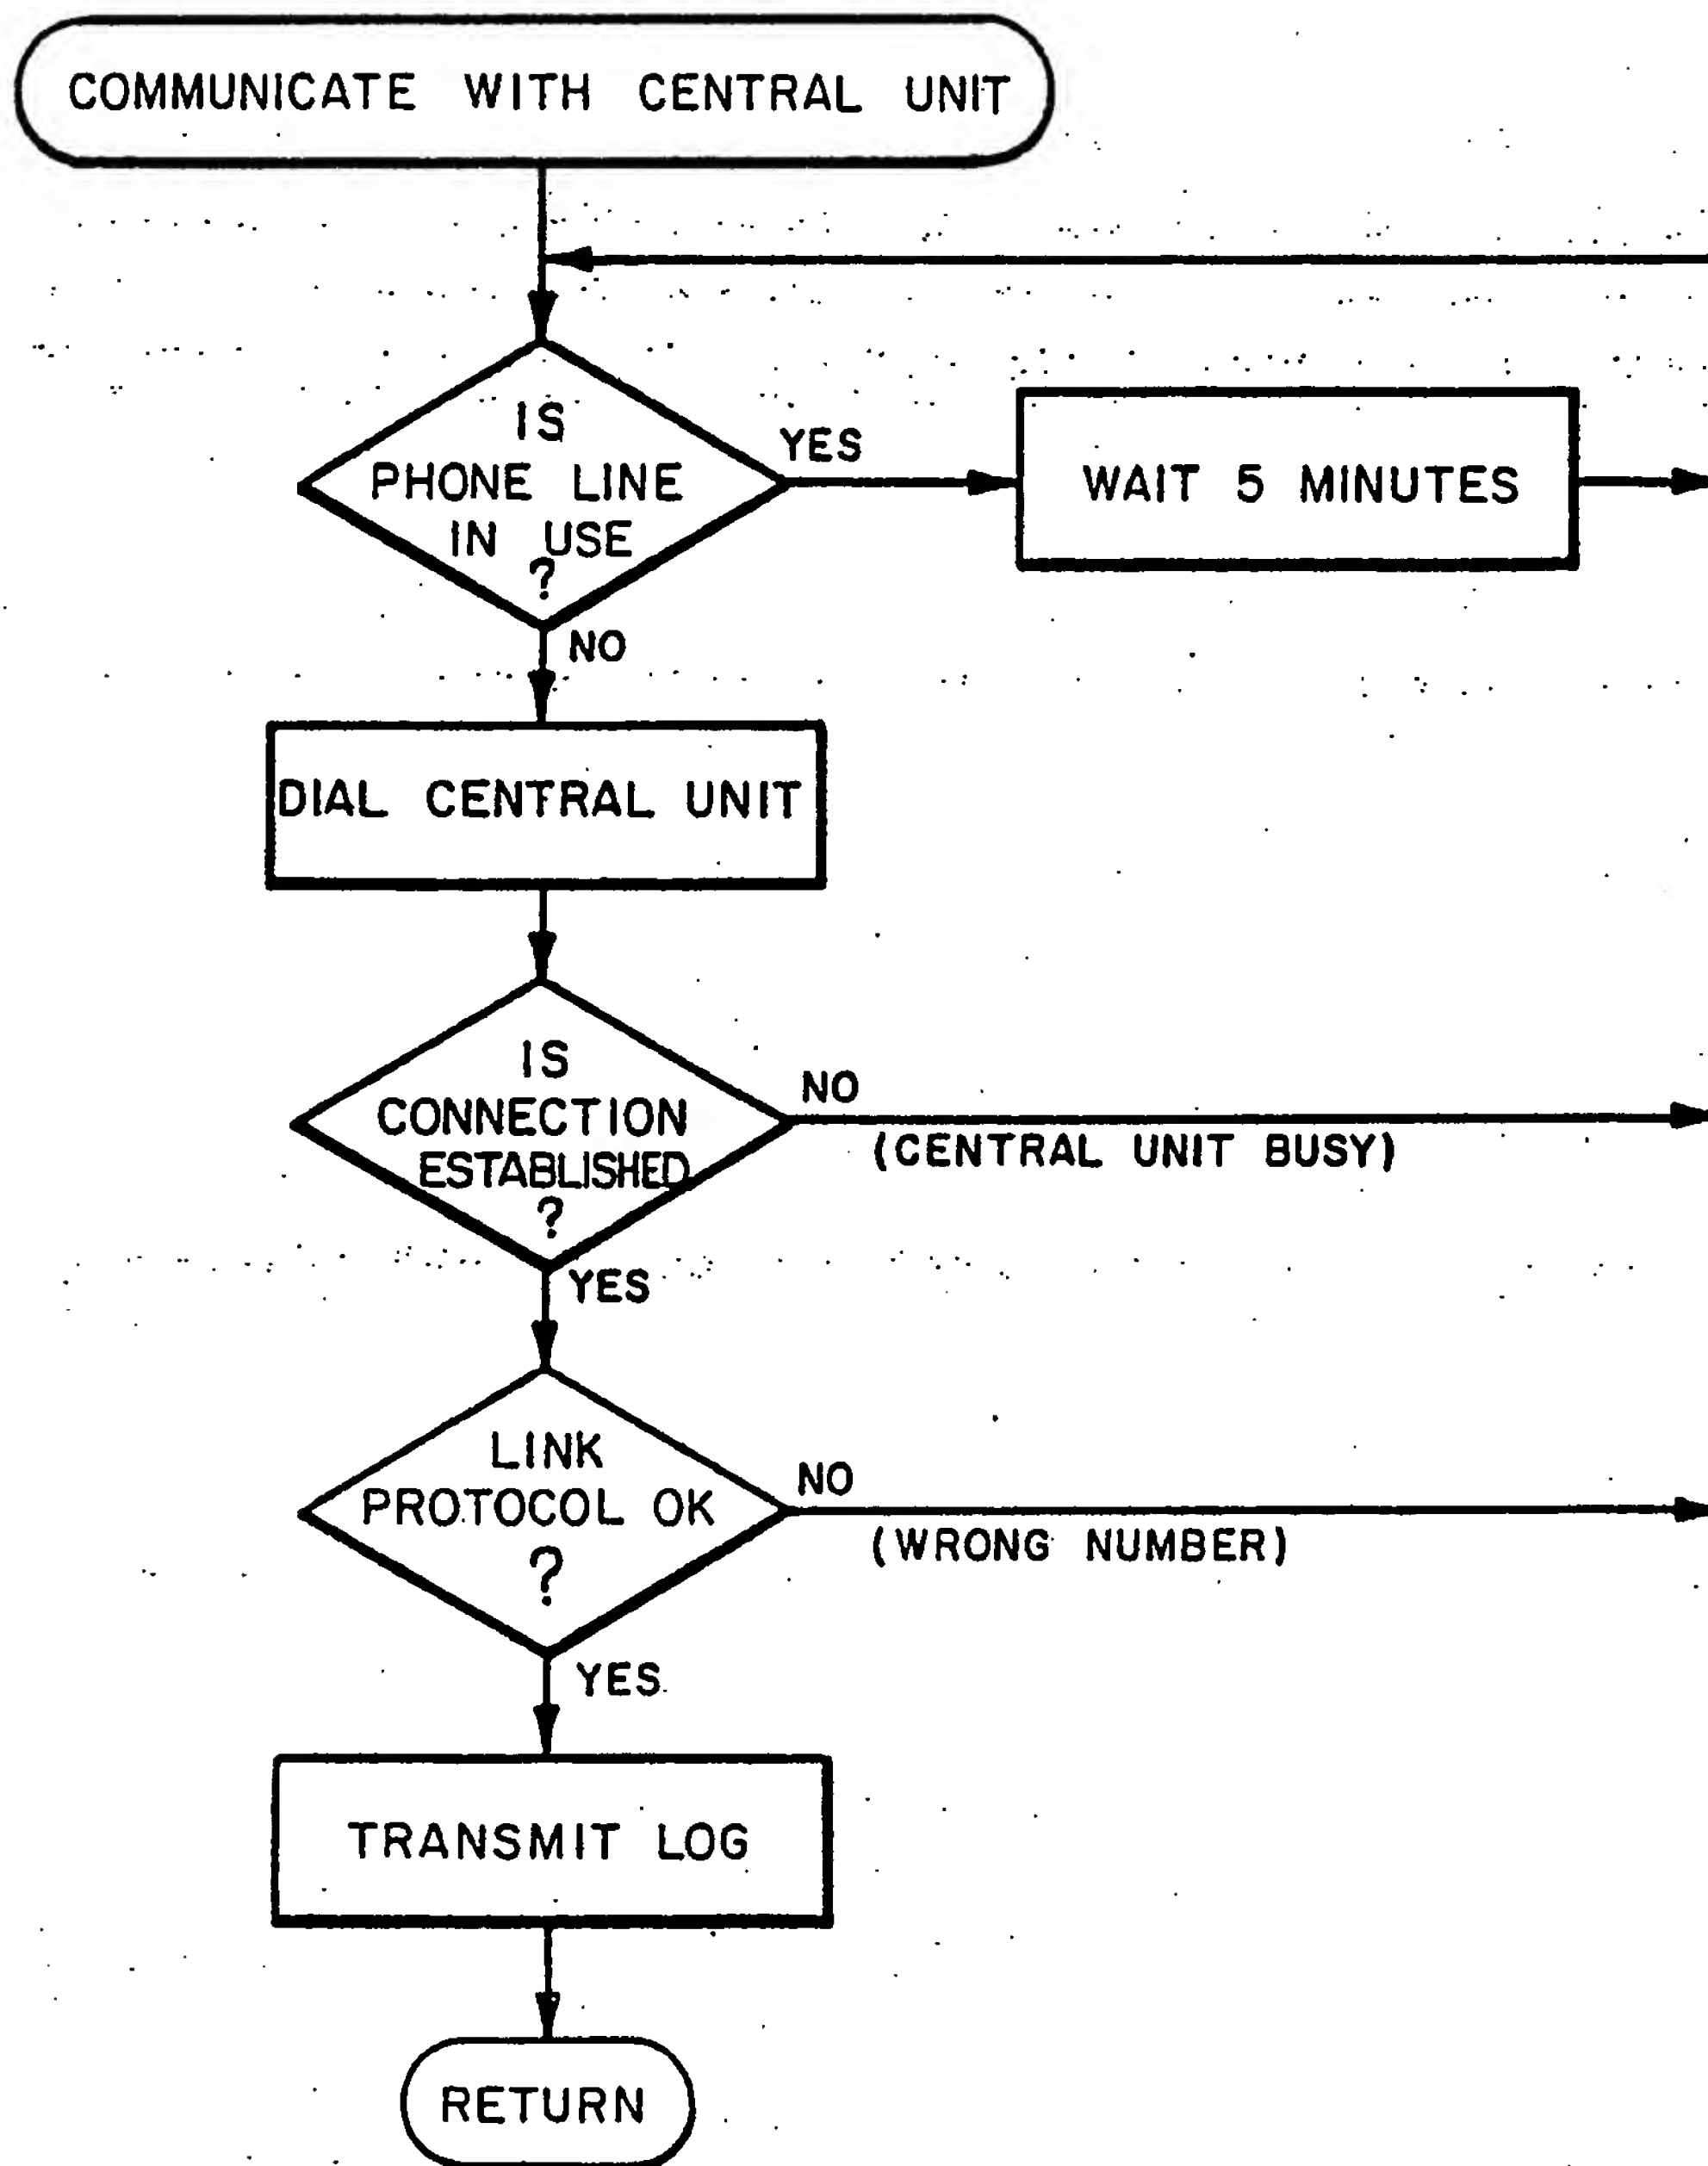 COMMUNICATE WITH CENTRAL UNIT
IS
PHONE LINE
IN USE
?
YES
WAIT 5 MINUTES
NO
DIAL CENTRAL UNIT
IS
CONNECTION
ESTABLISHED
?
NO
(CENTRAL UNIT BUSY)
YES
LINK
PROTOCOL OK
?
NO
(WRONG NUMBER)
YES
TRANSMIT LOG
RETURN